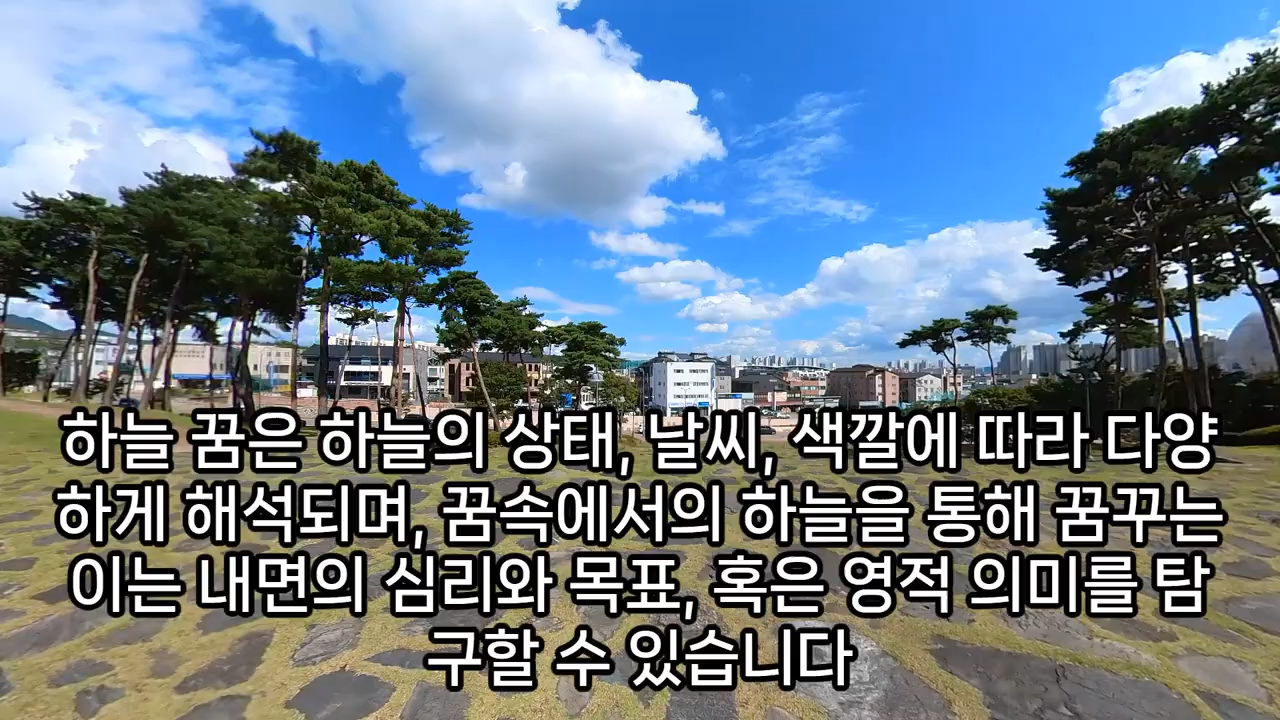 하늘 꿈은 하늘의 상태, 날씨, 색깔에 따라 다양
하게 해석되며, 꿈속에서의 하늘을 통해 꿈꾸는
이는 내면의 심리와 목표, 혹은 영적 의미를 탐
구할 수 있습니다